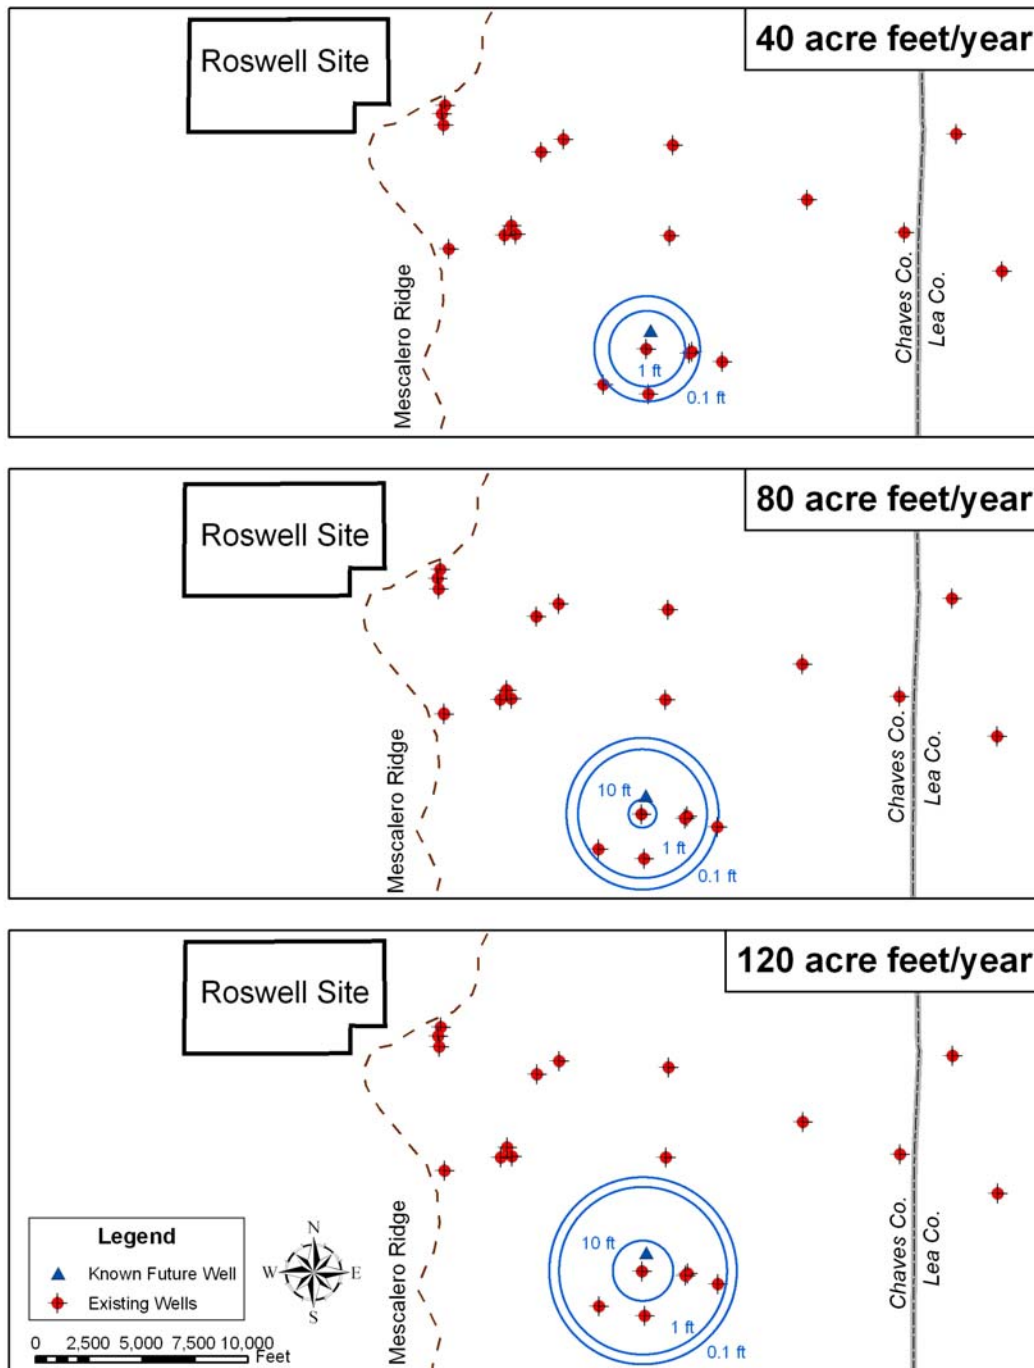 40 acre feet/year
Roswell Site
Mescalero Ridge
Chaves Co.
Lea Co.
1 ft
0.1 ft
80 acre feet/year
Roswell Site
Mescalero Ridge
Chaves Co.
Lea Co.
10 ft
1 ft
0.1 ft
120 acre feet/year
Roswell Site
Mescalero Ridge
Chaves Co.
Lea Co.
10 ft
1 ft
0.1 ft
Legend
Known Future Well
Existing Wells
N
W E
S
0 2,500 5,000 7,500 10,000
Feet